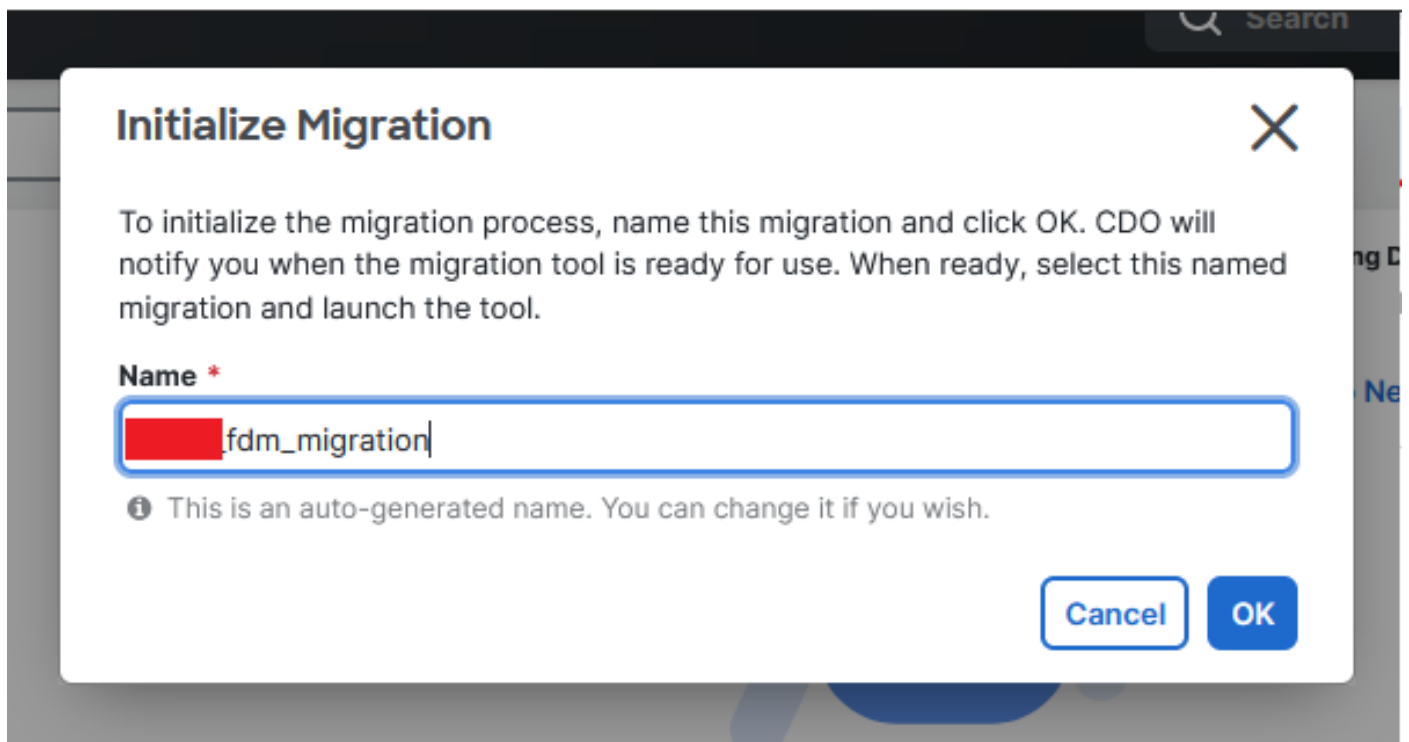 Search
Initialize Migration
To initialize the migration process, name this migration and click OK. CDO will
notify you when the migration tool is ready for use. When ready, select this named
migration and launch the tool.
Name *
_fdm_migration
This is an auto-generated name. You can change it if you wish.
Cancel
OK